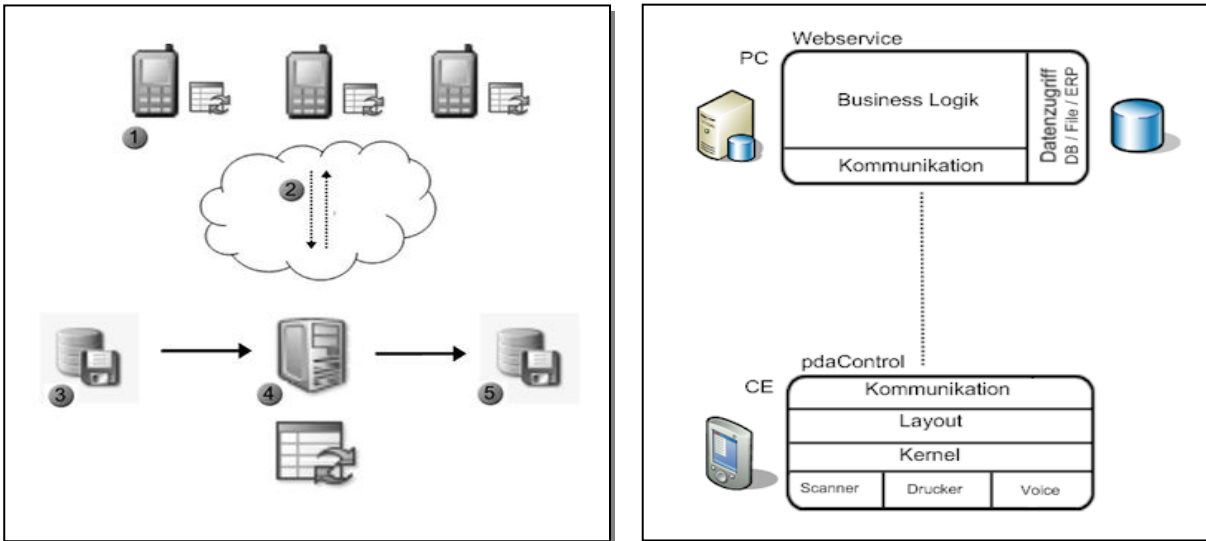 1
2
3
4
5
Webservice
PC
Business Logik
Kommunikation
Datenzugriff
DB / File / ERP
pdaControl
CE
Kommunikation
Layout
Kernel
Scanner
Drucker
Voice